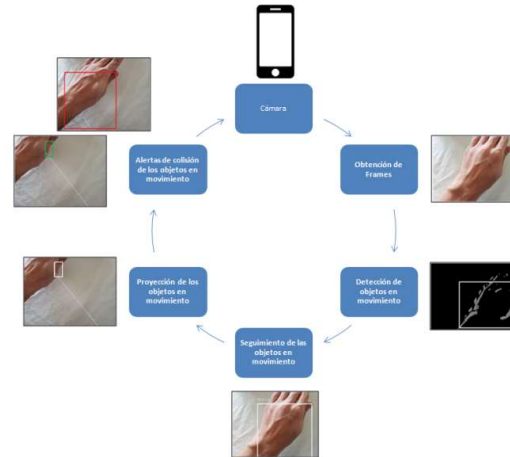 Cámara
Obtención de
Frames
Detección de
objetos en
movimiento
Seguimiento de los
objetos en
movimiento
Proyección de los
objetos en
movimiento
Alertas de colisión
de los objetos en
movimiento